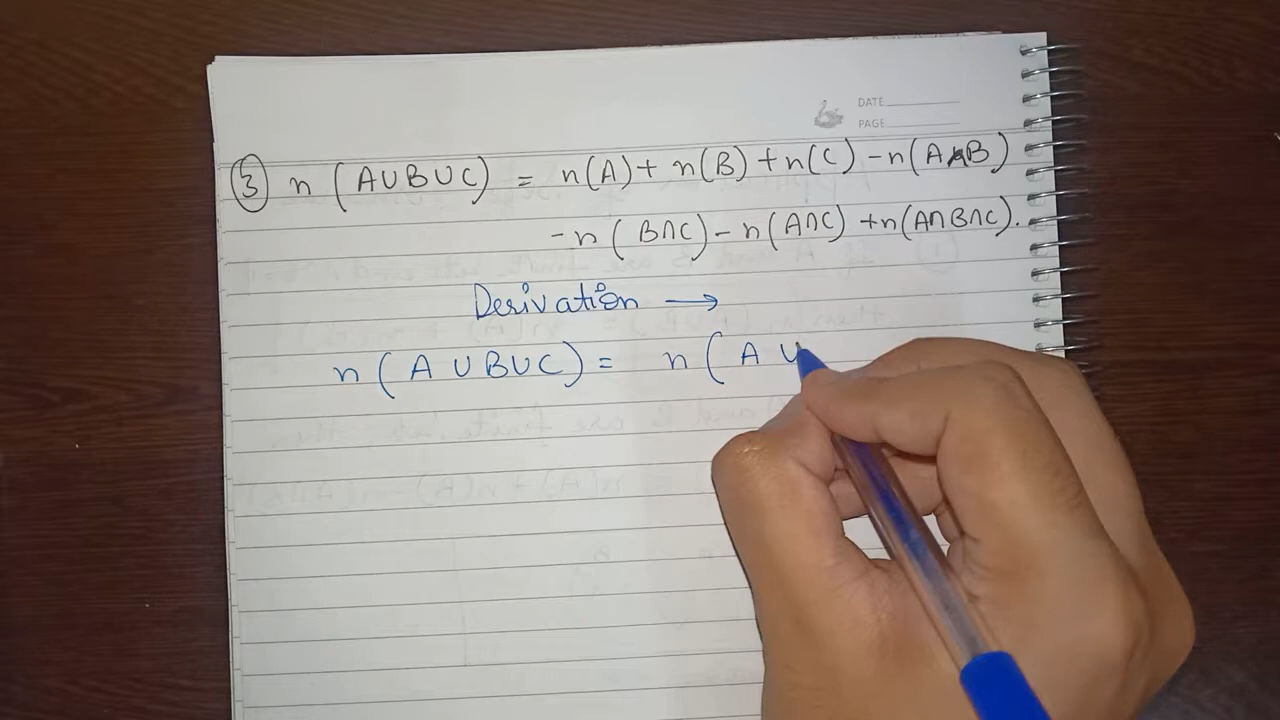 DATE
PAGE
③ n (A∪B∪C) = n(A) + n(B) + n(C) - n(A∩B)
- n (B∩C) - n (A∩C) + n(A∩B∩C).
Derivation →
n (A ∪ B∪C) = n (A ∪